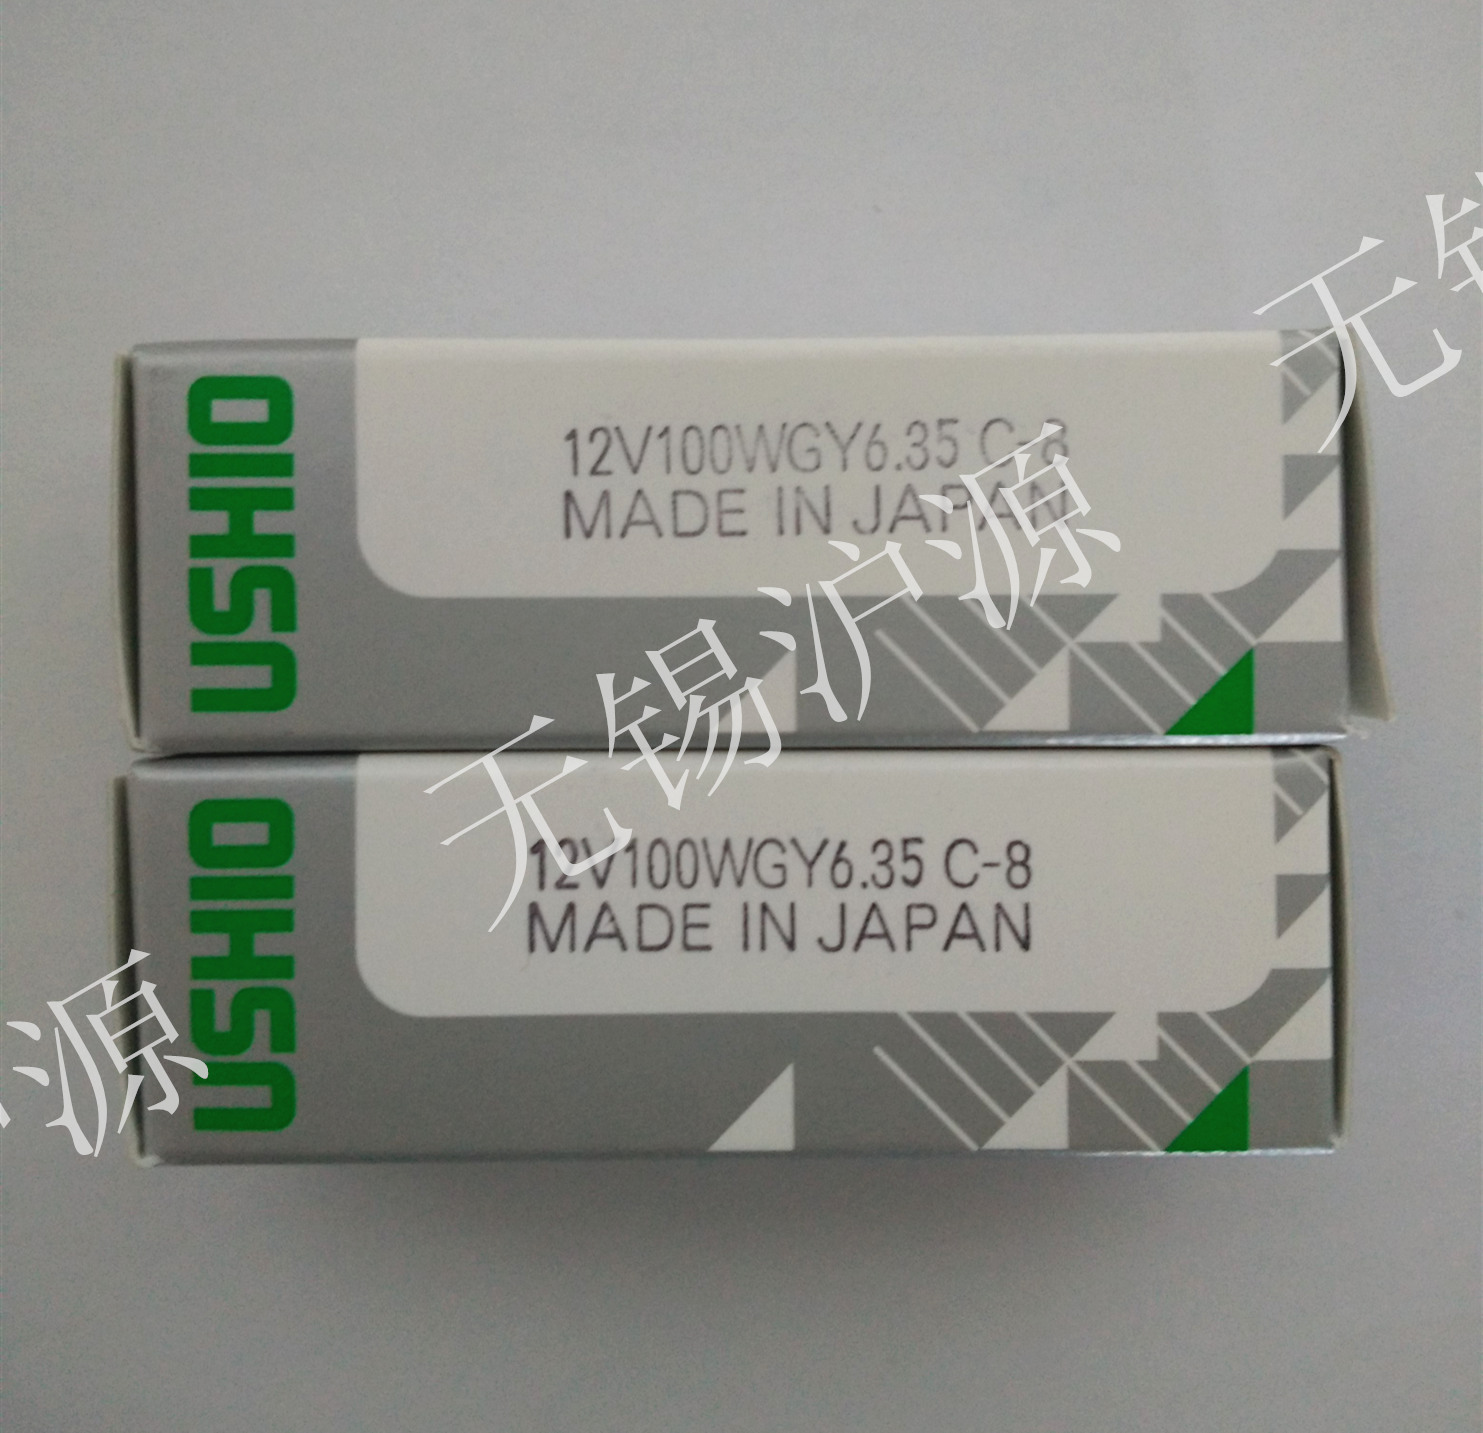 USHIO
12V100WGY6.35 C-8
MADE IN JAPAN
USHIO
12V100WGY6.35 C-8
MADE IN JAPAN
无锡沪源
无锡
源